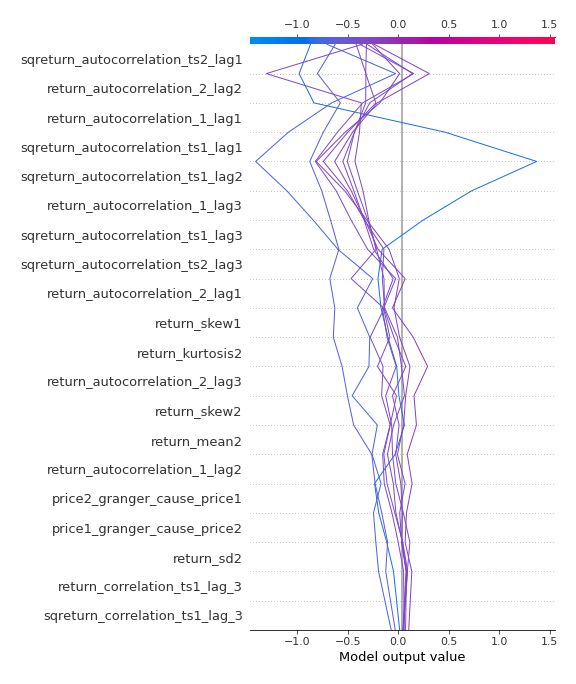 −1.0 −0.5 0.0 0.5 1.0 1.5
sqreturn_autocorrelation_ts2_lag1
return_autocorrelation_2_lag2
return_autocorrelation_1_lag1
sqreturn_autocorrelation_ts1_lag1
sqreturn_autocorrelation_ts1_lag2
return_autocorrelation_1_lag3
sqreturn_autocorrelation_ts1_lag3
sqreturn_autocorrelation_ts2_lag3
return_autocorrelation_2_lag1
return_skew1
return_kurtosis2
return_autocorrelation_2_lag3
return_skew2
return_mean2
return_autocorrelation_1_lag2
price2_granger_cause_price1
price1_granger_cause_price2
return_sd2
return_correlation_ts1_lag_3
sqreturn_correlation_ts1_lag_3
−1.0 −0.5 0.0 0.5 1.0 1.5
Model output value